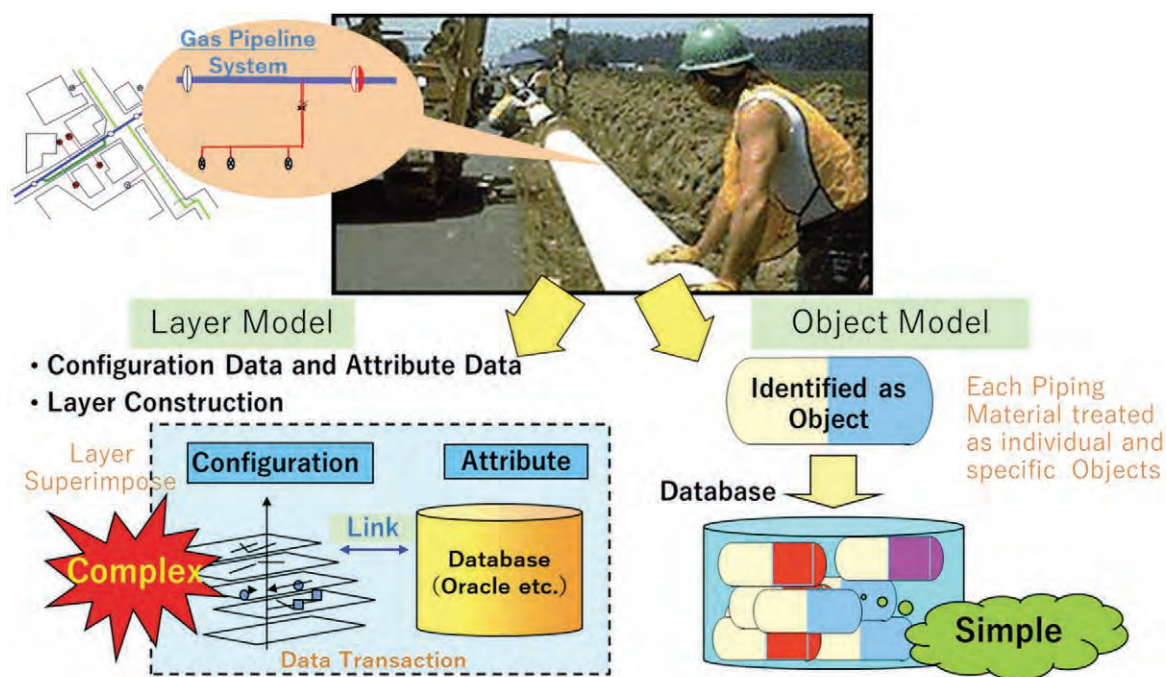 Gas Pipeline
System
Layer Model
• Configuration Data and Attribute Data
• Layer Construction
Layer
Superimpose
Complex
Configuration
Attribute
Link
Database
(Oracle etc.)
Data Transaction
Object Model
Identified as
Object
Each Piping
Material treated
as individual and
specific Objects
Database
Simple